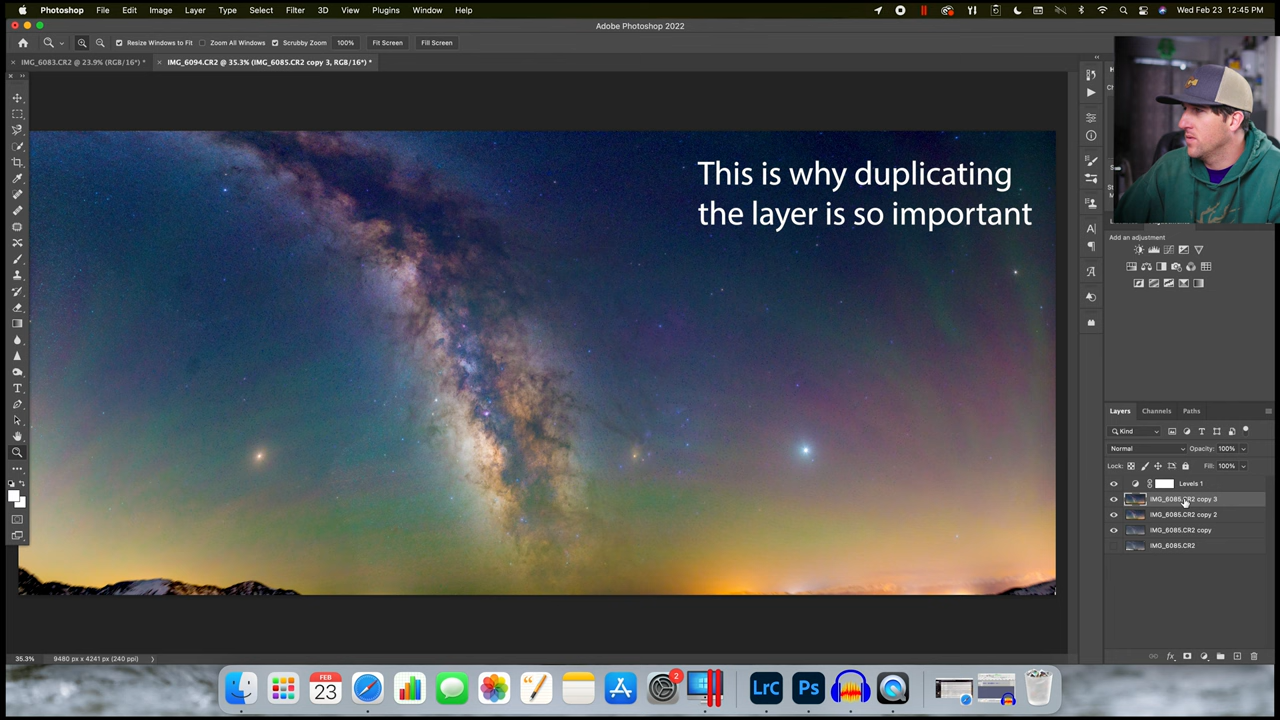 Photoshop File Edit Image Layer Type Select Filter 3D View Plugins Window Help
Wed Feb 23 12:45 PM
Adobe Photoshop 2022
Resize Windows to Fit Zoom All Windows Scrubby Zoom 100% Fit Screen Fill Screen
IMG_6083.CR2 @ 23.9% (RGB/16*) *
IMG_6094.CR2 @ 35.3% (IMG_6085.CR2 copy 3, RGB/16*) *
This is why duplicating
the layer is so important
Add an adjustment
Layers Channels Paths
Kind
Normal Opacity: 100%
Lock: Fill: 100%
Levels 1
IMG_6085.CR2 copy 3
IMG_6085.CR2 copy 2
IMG_6085.CR2 copy
IMG_6085.CR2
35.3% 9480 px x 4241 px (240 ppi)
FEB
23
2
LrC
Ps